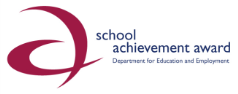 school
achievement award
Department for Education and Employment